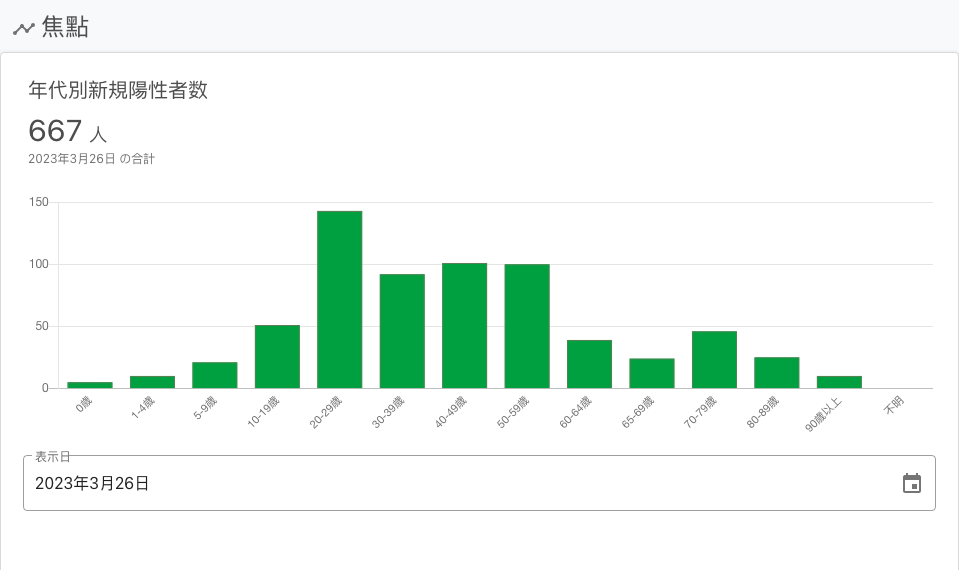 焦點
年代別新規陽性者数
667 人
2023年3月26日 の合計
150
100
50
0
0歳
1-4歳
5-9歳
10-19歳
20-29歳
30-39歳
40-49歳
50-59歳
60-64歳
65-69歳
70-79歳
80-89歳
90歳以上
不明
表示日
2023年3月26日